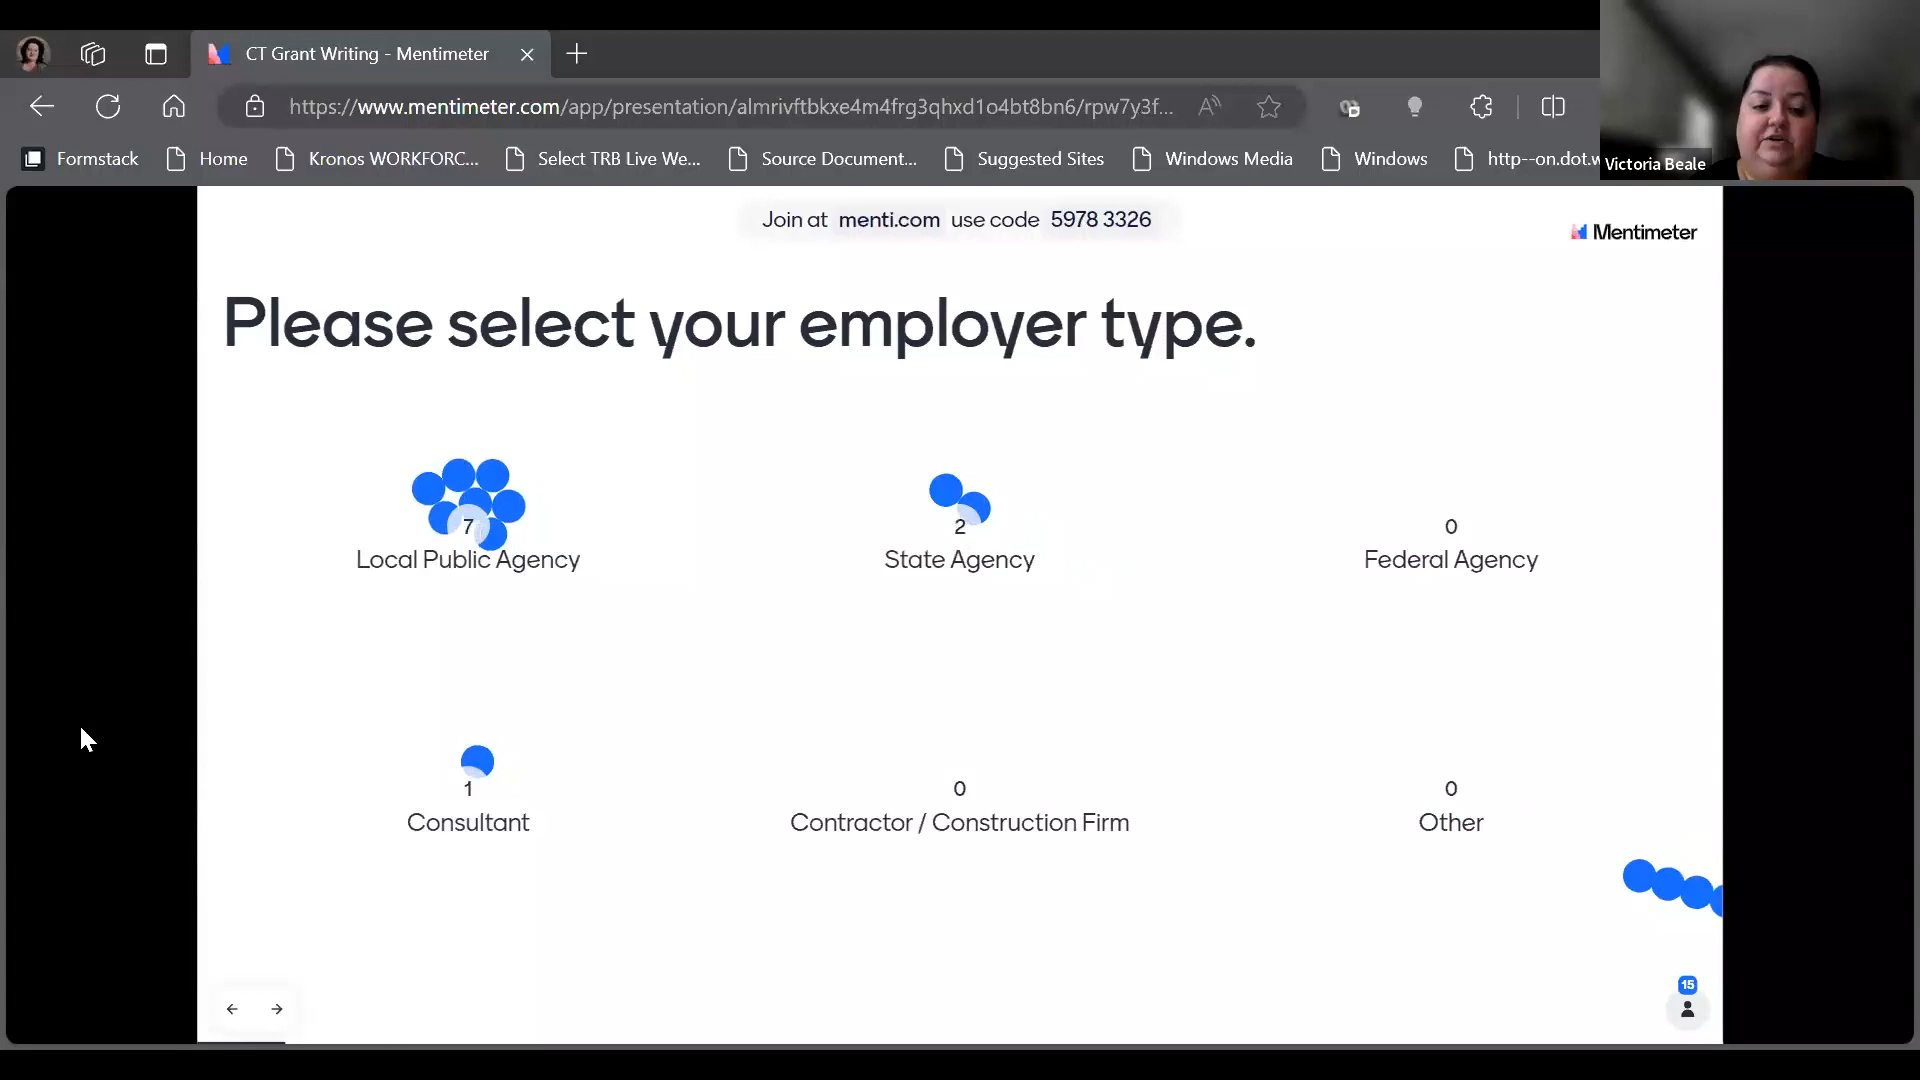 CT Grant Writing - Mentimeter
https://www.mentimeter.com/app/presentation/almrivftbkxe4m4frg3qhxd1o4bt8bn6/rpw7y3f...
Formstack
Home
Kronos WORKFORC...
Select TRB Live We...
Source Document...
Suggested Sites
Windows Media
Windows
http--on.dot.w
Victoria Beale
Join at menti.com use code 5978 3326
Mentimeter
Please select your employer type.
7
Local Public Agency
2
State Agency
0
Federal Agency
1
Consultant
0
Contractor / Construction Firm
0
Other
15